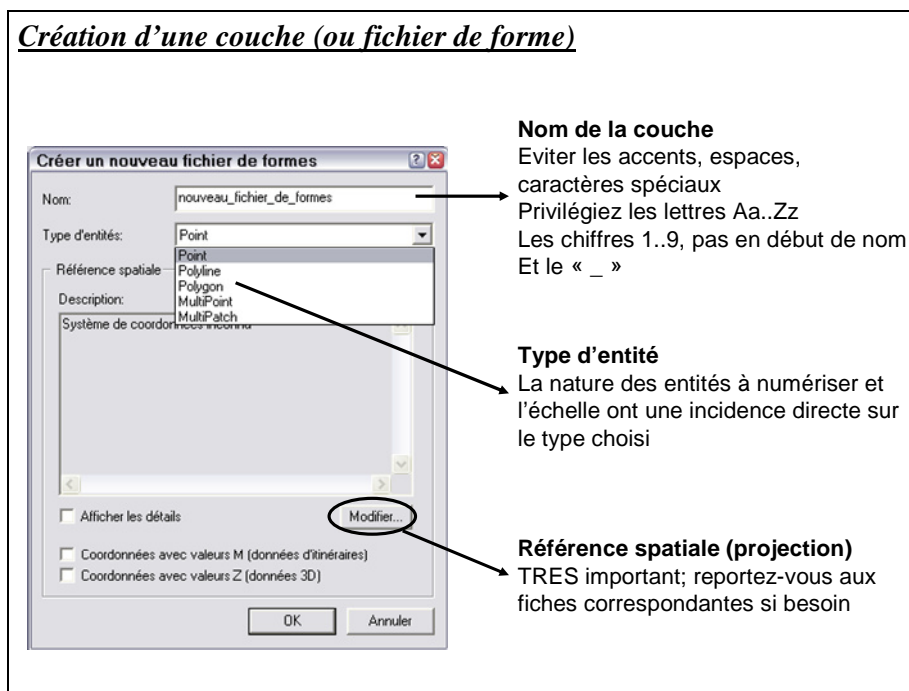 Création d'une couche (ou fichier de forme)
Créer un nouveau fichier de formes
Nom:
nouveau_fichier_de_formes
Type d'entités:
Point
Point
Polyline
Polygon
MultiPoint
MultiPatch
Référence spatiale
Description:
Système de coordonnées inconnu
Afficher les détails
Modifier...
Coordonnées avec valeurs M (données d'itinéraires)
Coordonnées avec valeurs Z (données 3D)
OK
Annuler
Nom de la couche
Eviter les accents, espaces,
caractères spéciaux
Privilégiez les lettres Aa..Zz
Les chiffres 1..9, pas en début de nom
Et le « _ »
Type d'entité
La nature des entités à numériser et
l'échelle ont une incidence directe sur
le type choisi
Référence spatiale (projection)
TRES important; reportez-vous aux
fiches correspondantes si besoin